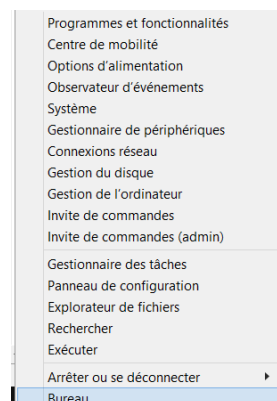 Programmes et fonctionnalités
Centre de mobilité
Options d'alimentation
Observateur d'événements
Système
Gestionnaire de périphériques
Connexions réseau
Gestion du disque
Gestion de l'ordinateur
Invite de commandes
Invite de commandes (admin)
Gestionnaire des tâches
Panneau de configuration
Explorateur de fichiers
Rechercher
Exécuter
Arrêter ou se déconnecter
Bureau